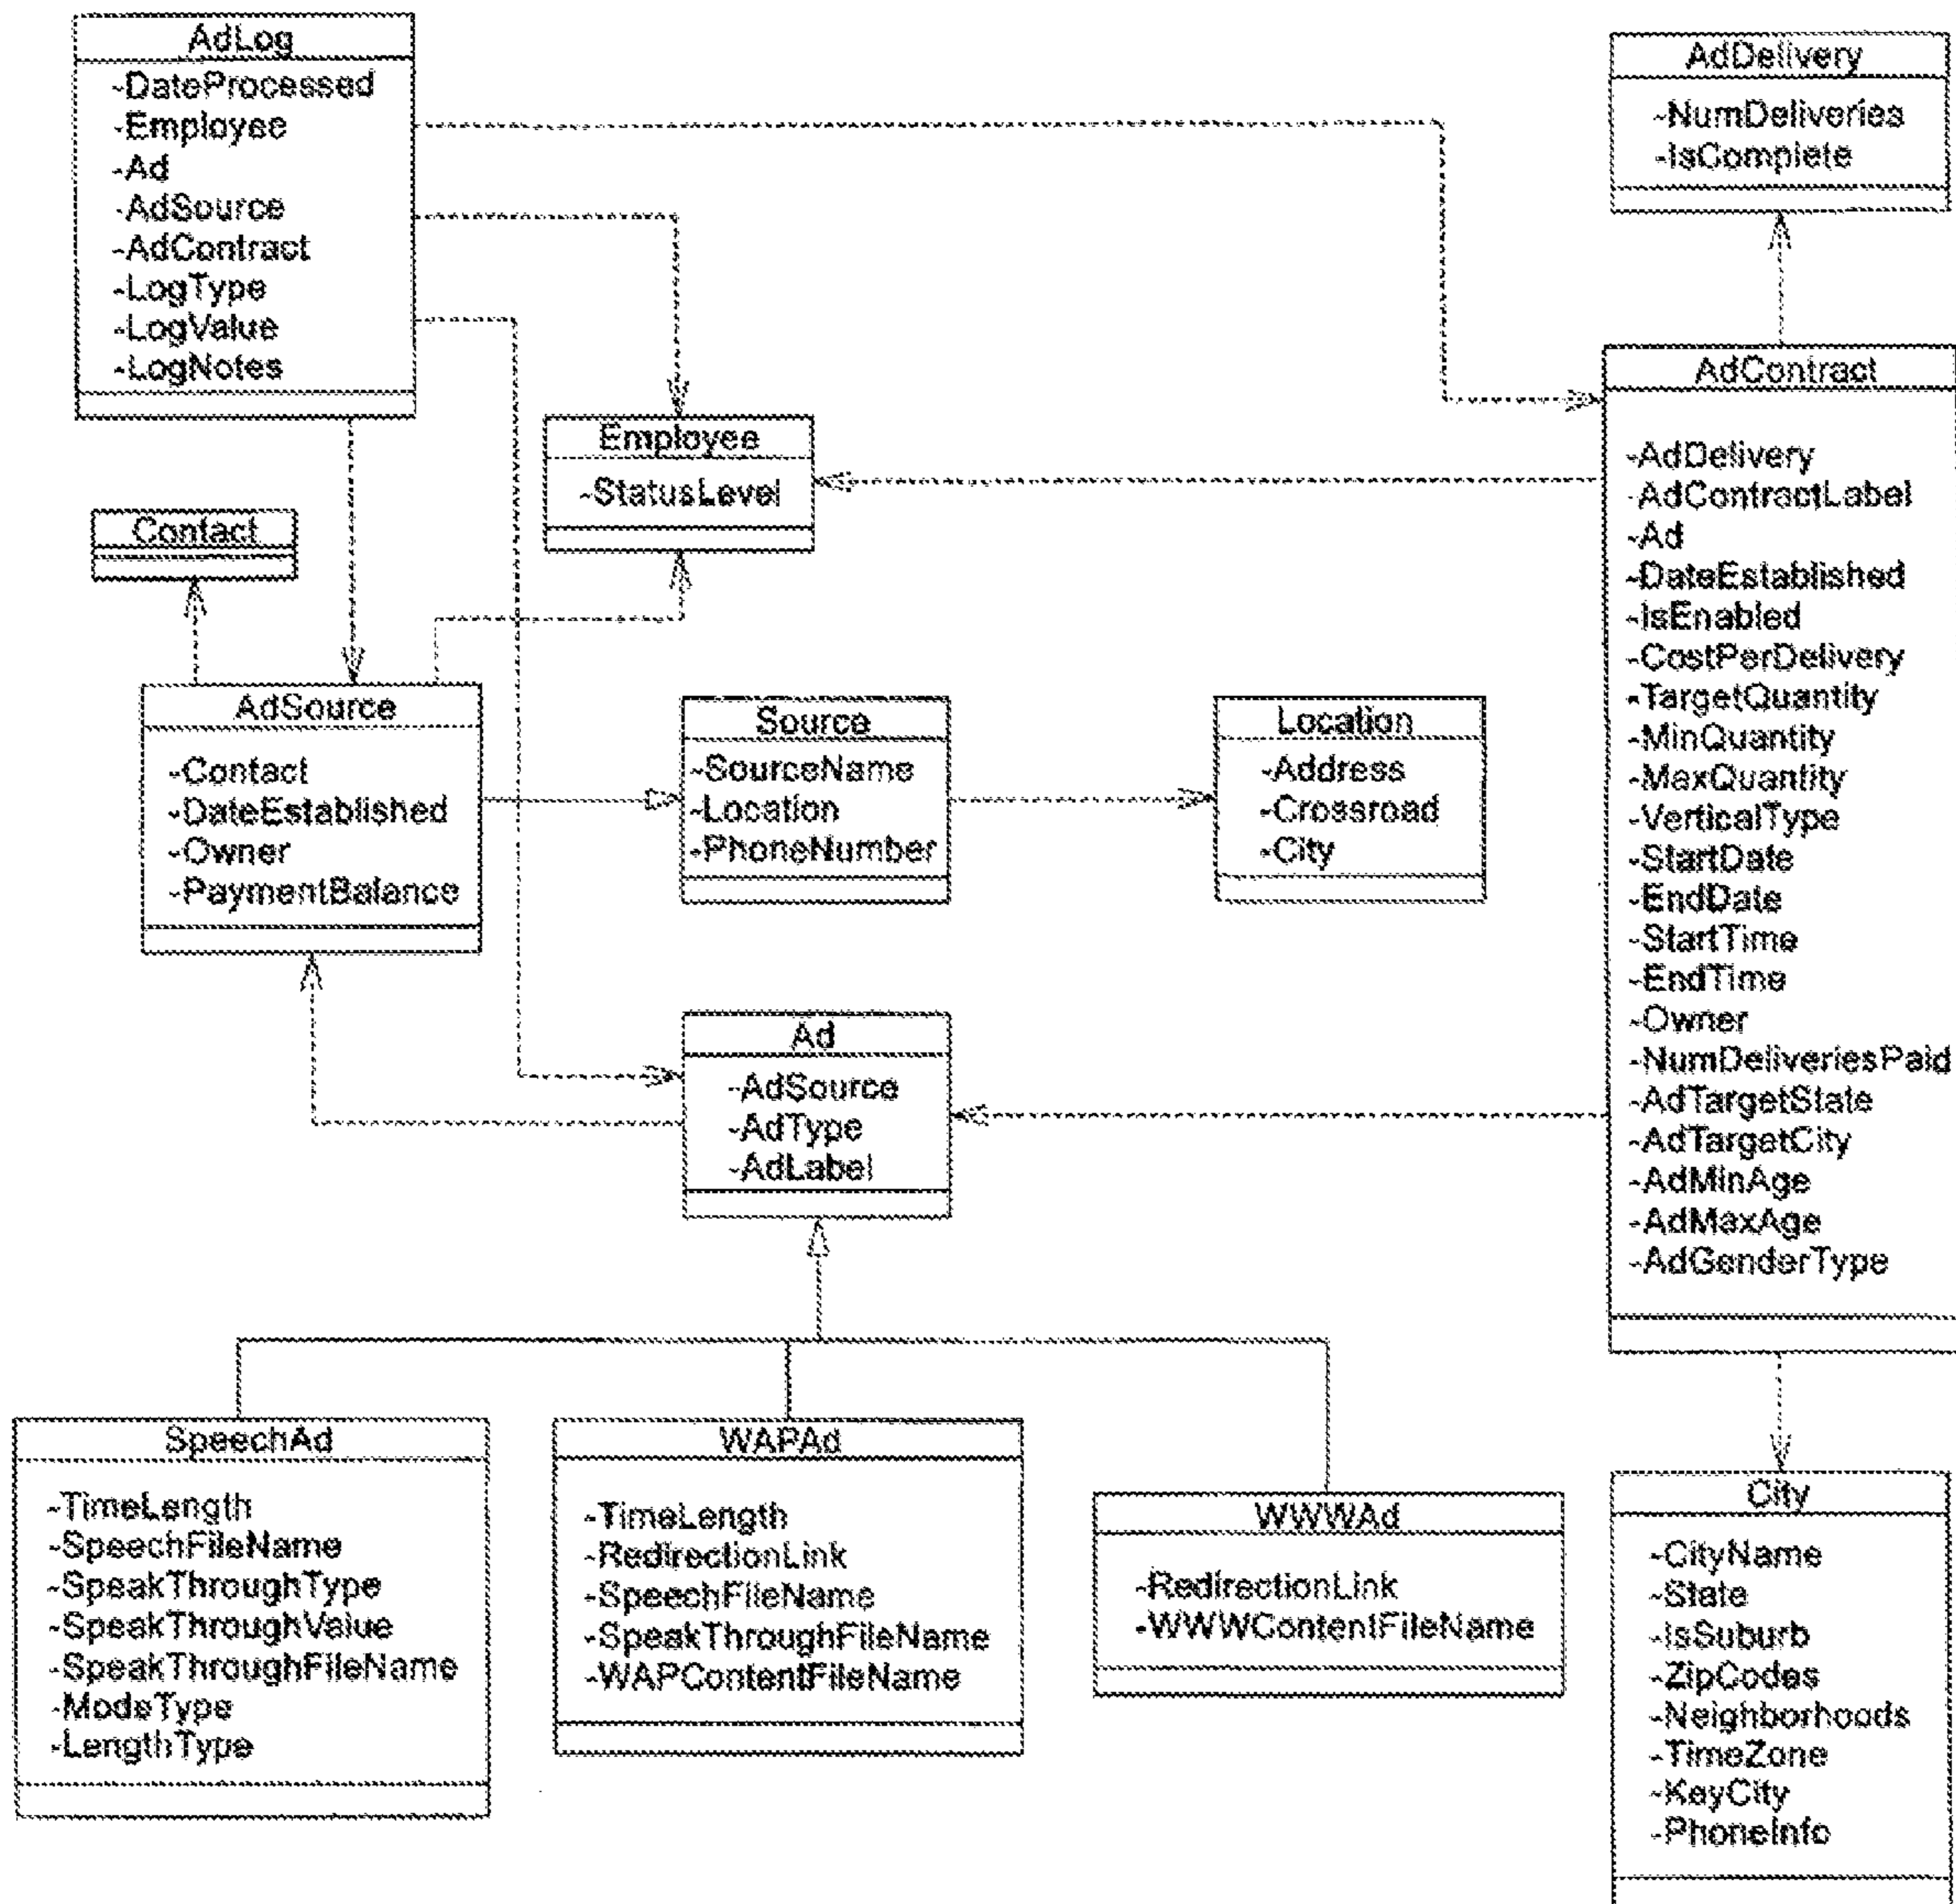 AdLog
-DateProcessed
-Employee
-Ad
-AdSource
-AdContract
-LogType
-LogValue
-LogNotes
AdDelivery
-NumDeliveries
-IsComplete
Employee
-StatusLevel
Contact
AdContract
-AdDelivery
-AdContractLabel
-Ad
-DateEstablished
-IsEnabled
-CostPerDelivery
-TargetQuantity
-MinQuantity
-MaxQuantity
-VerticalType
-StartDate
-EndDate
-StartTime
-EndTime
-Owner
-NumDeliveriesPaid
-AdTargetState
-AdTargetCity
-AdMinAge
-AdMaxAge
-AdGenderType
AdSource
-Contact
-DateEstablished
-Owner
-PaymentBalance
Source
-SourceName
-Location
-PhoneNumber
Location
-Address
-Crossroad
-City
Ad
-AdSource
-AdType
-AdLabel
SpeechAd
-TimeLength
-SpeechFileName
-SpeakThroughType
-SpeakThroughValue
-SpeakThroughFileName
-ModeType
-LengthType
WAPAd
-TimeLength
-RedirectionLink
-SpeechFileName
-SpeakThroughFileName
-WAPContentFileName
WWWAd
-RedirectionLink
-WWWContentFileName
City
-CityName
-State
-IsSuburb
-ZipCodes
-Neighborhoods
-TimeZone
-KeyCity
-PhoneInfo